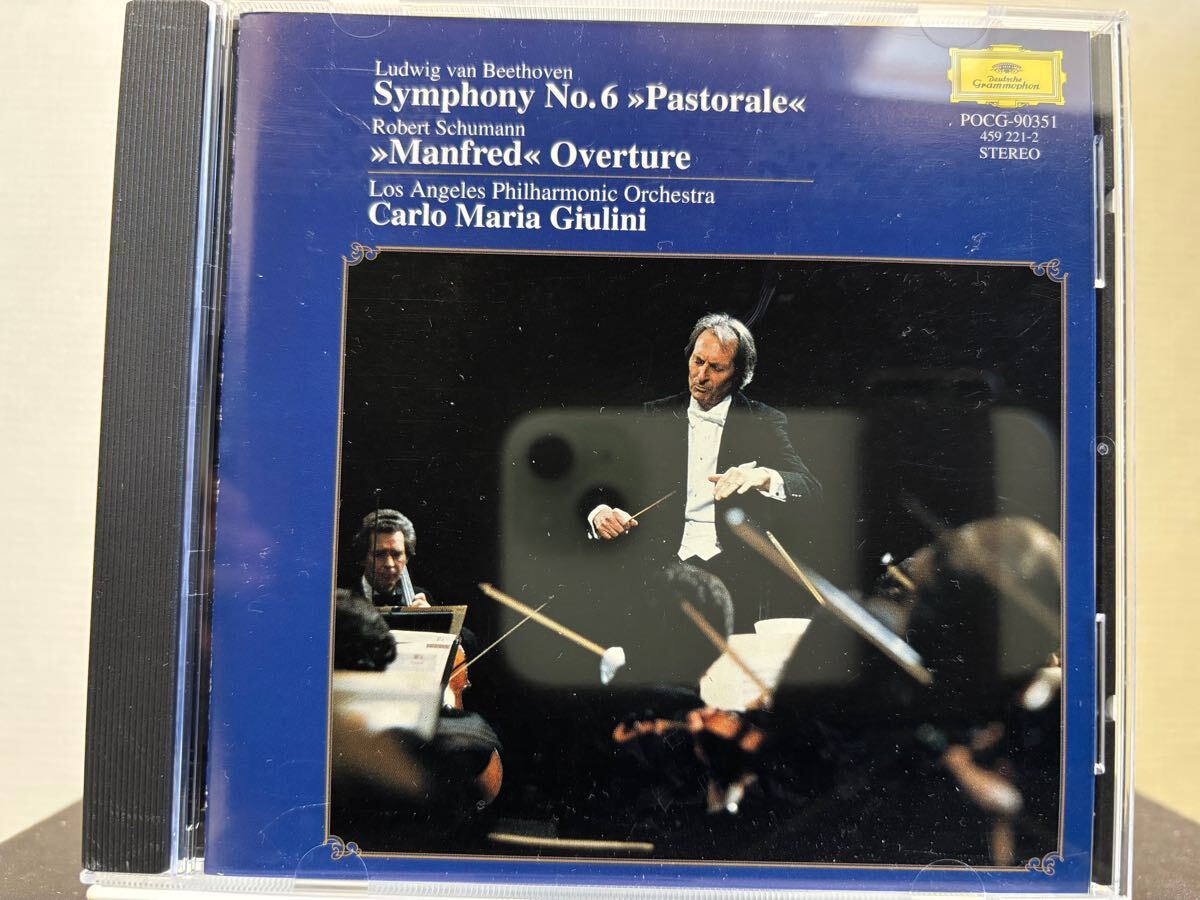 Ludwig van Beethoven
Symphony No. 6 »Pastorale«
Robert Schumann
»Manfred« Overture
Los Angeles Philharmonic Orchestra
Carlo Maria Giulini
Deutsche
Grammophon
POCG-90351
459 221-2
STEREO